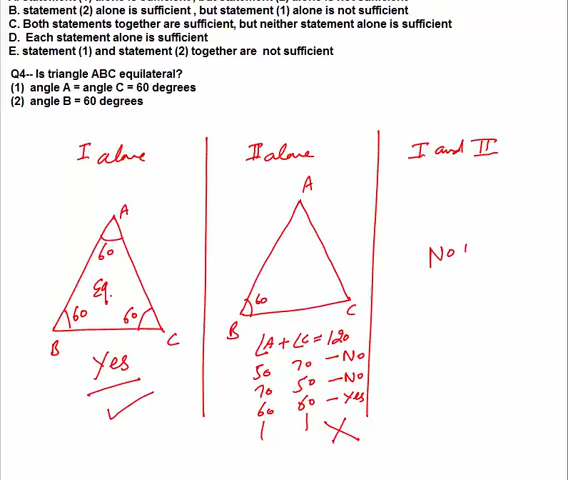 B. statement (2) alone is sufficient, but statement (1) alone is not sufficient
C. Both statements together are sufficient, but neither statement alone is sufficient
D. Each statement alone is sufficient
E. statement (1) and statement (2) together are not sufficient
Q4-- Is triangle ABC equilateral?
(1) angle A = angle C = 60 degrees
(2) angle B = 60 degrees
I alone
II alone
I and II
A
60
Eq.
60 60
B C
Yes
A
60
B C
∠A + ∠C = 120
50 70 - No
70 50 - No
60 60 - Yes
No